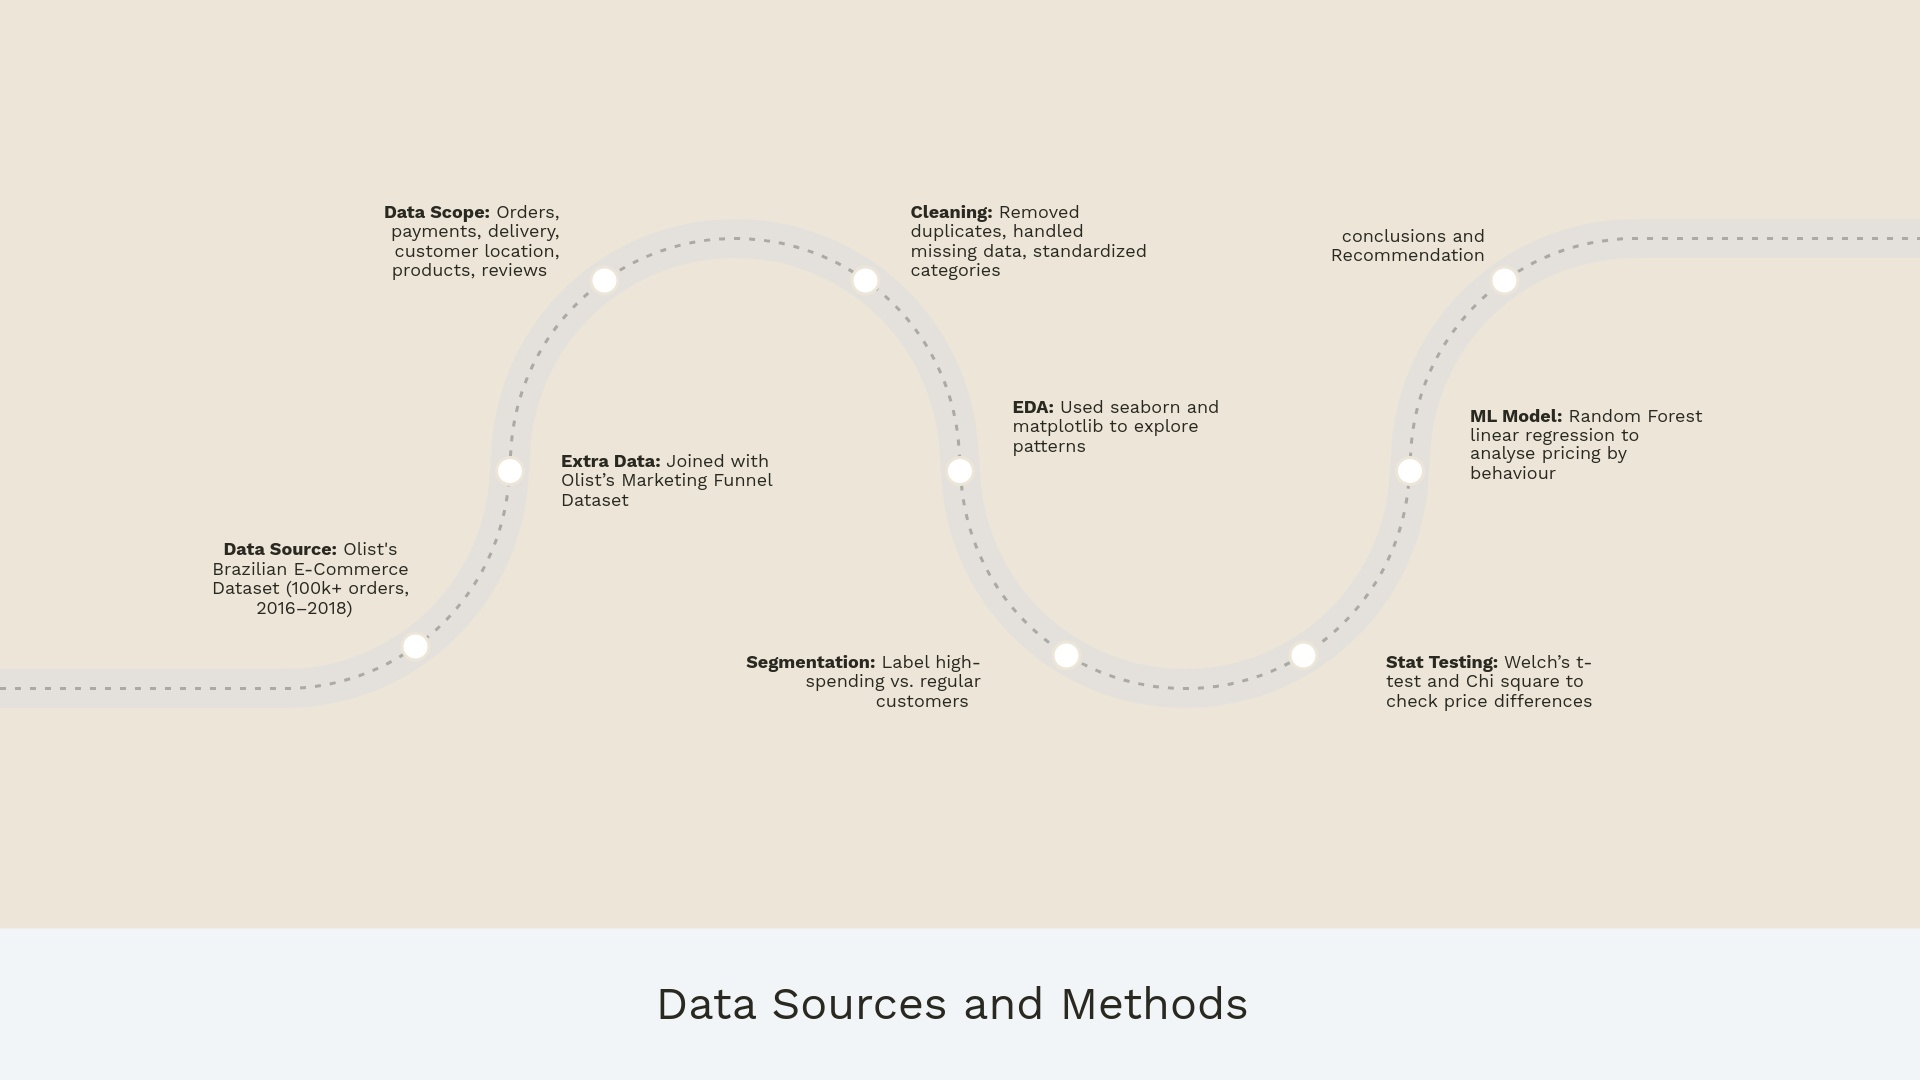 Data Source: Olist's
Brazilian E-Commerce
Dataset (100k+ orders,
2016–2018)
Extra Data: Joined with
Olist’s Marketing Funnel
Dataset
Data Scope: Orders,
payments, delivery,
customer location,
products, reviews
Cleaning: Removed
duplicates, handled
missing data, standardized
categories
EDA: Used seaborn and
matplotlib to explore
patterns
Segmentation: Label high-
spending vs. regular
customers
Stat Testing: Welch’s t-
test and Chi square to
check price differences
ML Model: Random Forest
linear regression to
analyse pricing by
behaviour
conclusions and
Recommendation
Data Sources and Methods